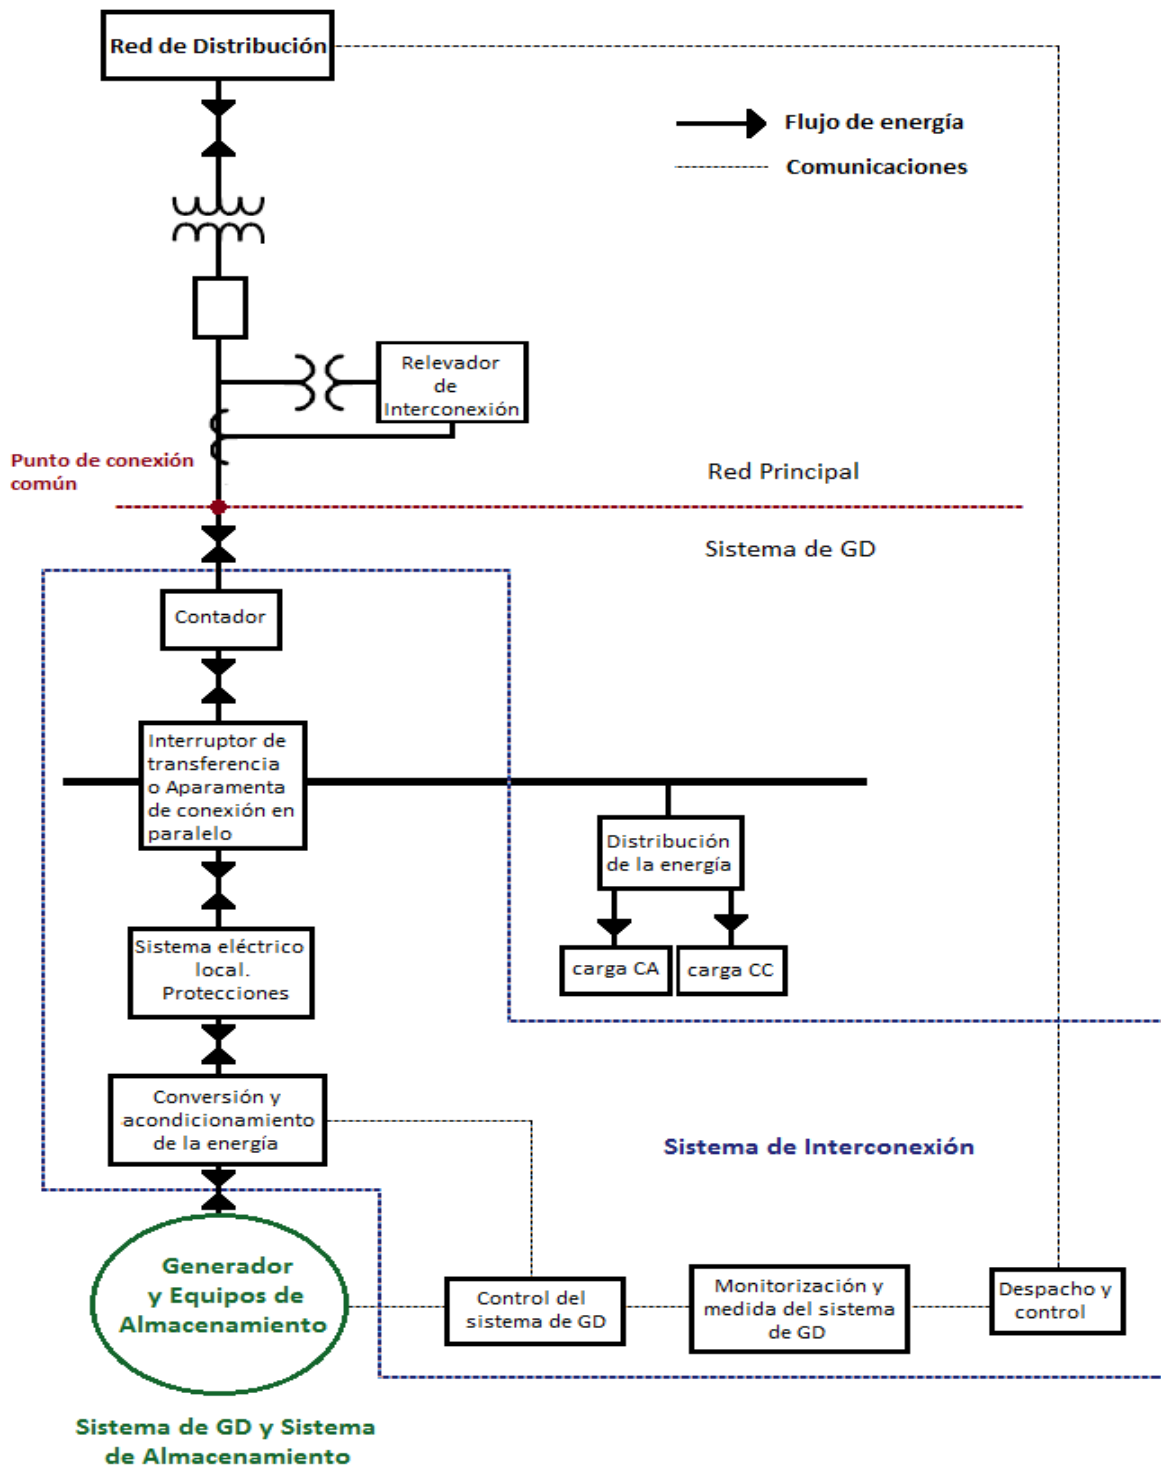 Red de Distribución
Flujo de energía
Comunicaciones
Relevador
de
Interconexión
Punto de conexión
común
Red Principal
Sistema de GD
Contador
Interruptor de
transferencia
o Aparamenta
de conexión en
paralelo
Distribución
de la energía
carga CA
carga CC
Sistema eléctrico
local.
Protecciones
Conversión y
acondicionamiento
de la energía
Sistema de Interconexión
Generador
y Equipos de
Almacenamiento
Control del
sistema de GD
Monitorización y
medida del sistema
de GD
Despacho y
control
Sistema de GD y Sistema
de Almacenamiento